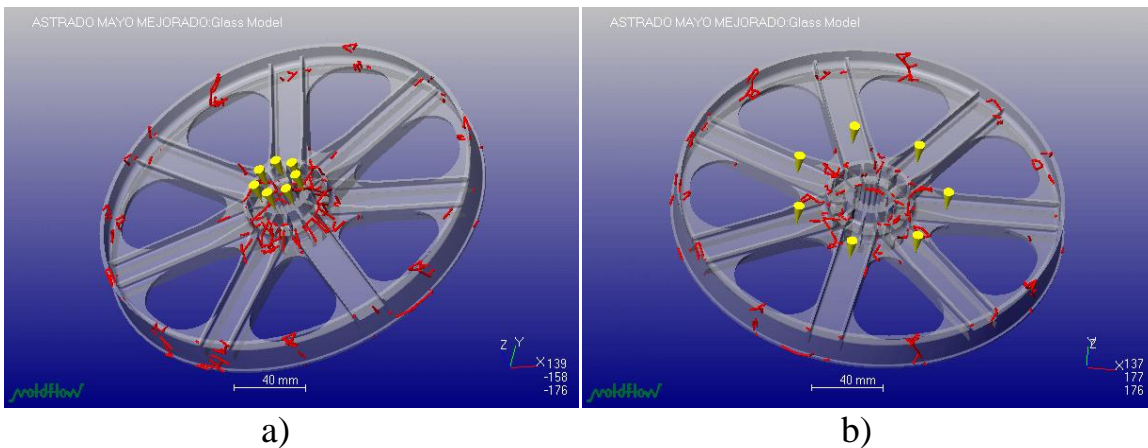 ASTRADO MAYO MEJORADO:Glass Model
Z Y
X
139
-158
-176
40 mm
moldflow
a)
ASTRADO MAYO MEJORADO:Glass Model
Z
Y
X
137
177
176
40 mm
moldflow
b)